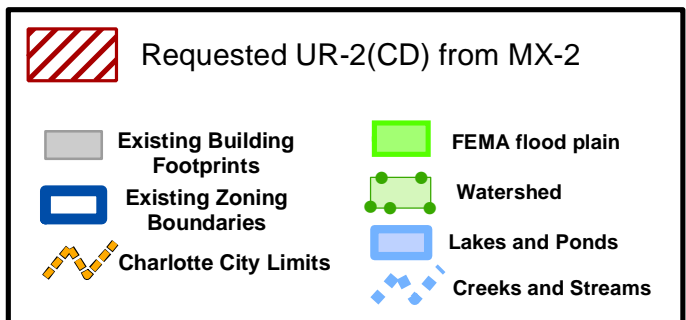 Requested UR-2(CD) from MX-2
Existing Building
Footprints
Existing Zoning
Boundaries
Charlotte City Limits
FEMA flood plain
Watershed
Lakes and Ponds
Creeks and Streams